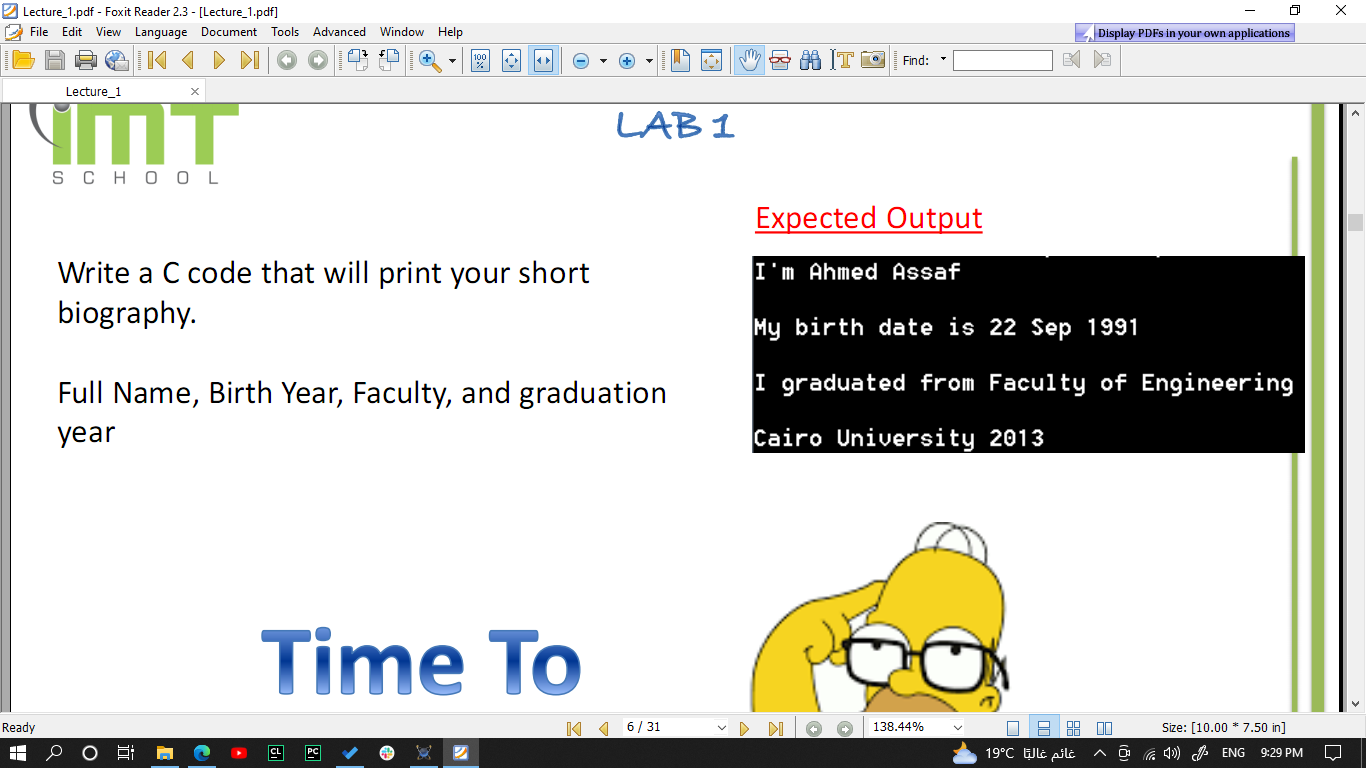 Lecture_1.pdf - Foxit Reader 2.3 - [Lecture_1.pdf]
File Edit View Language Document Tools Advanced Window Help
Display PDFs in your own applications
100 %
Find:
Lecture_1
imT
SCHOOL
LAB 1
Expected Output
Write a C code that will print your short
biography.
Full Name, Birth Year, Faculty, and graduation
year
I'm Ahmed Assaf
My birth date is 22 Sep 1991
I graduated from Faculty of Engineering
Cairo University 2013
Time To
Ready
6 / 31
138.44%
Size: [10.00 * 7.50 in]
CL
PC
19°C غائم غالبًا
ENG
9:29 PM